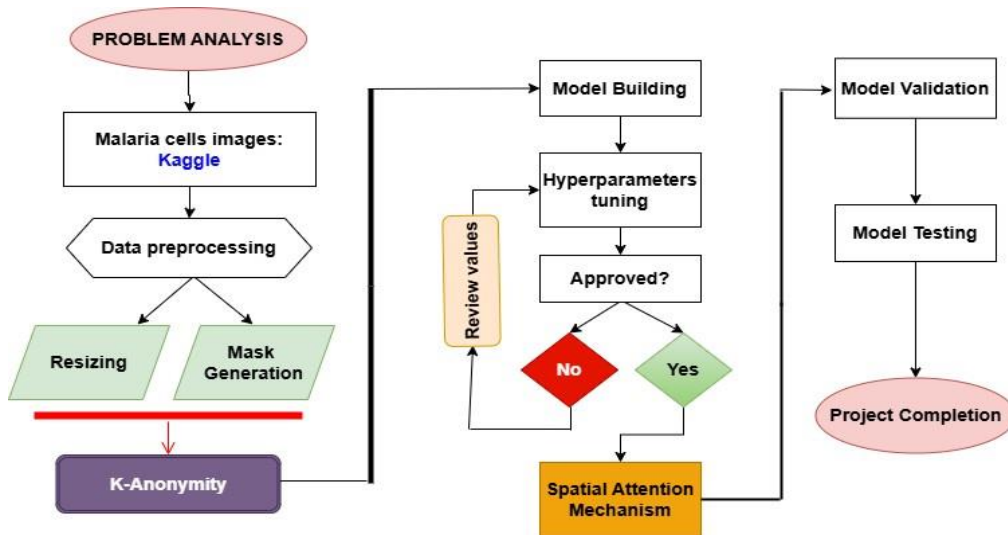 PROBLEM ANALYSIS
Malaria cells images:
Kaggle
Data preprocessing
Resizing
Mask
Generation
K-Anonymity
Model Building
Hyperparameters
tuning
Review values
Approved?
No
Yes
Spatial Attention
Mechanism
Model Validation
Model Testing
Project Completion